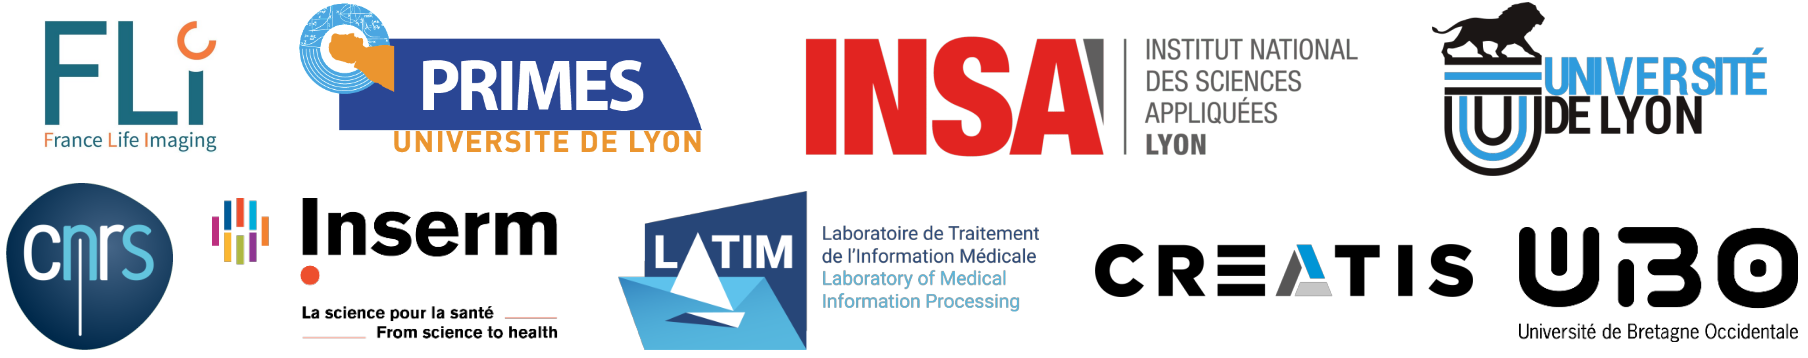 FLi
France Life Imaging
PRIMES
UNIVERSITE DE LYON
INSA
INSTITUT NATIONAL
DES SCIENCES
APPLIQUÉES
LYON
UNIVERSITÉ
DE LYON
cnrs
Inserm
La science pour la santé
From science to health
LATIM
Laboratoire de Traitement
de l'Information Médicale
Laboratory of Medical
Information Processing
CREATIS
UBO
Université de Bretagne Occidentale